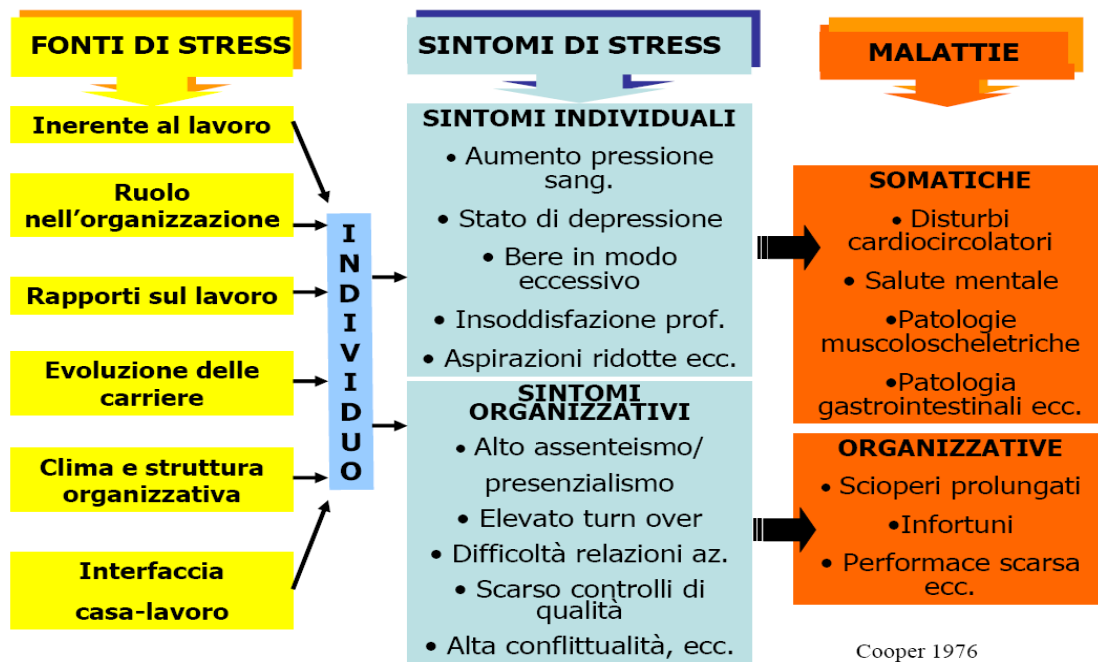 FONTI DI STRESS
Inerente al lavoro
Ruolo
nell'organizzazione
Rapporti sul lavoro
Evoluzione delle
carriere
Clima e struttura
organizzativa
Interfaccia
casa-lavoro
I
N
D
I
V
I
D
U
O
SINTOMI DI STRESS
SINTOMI INDIVIDUALI
• Aumento pressione
sang.
• Stato di depressione
• Bere in modo
eccessivo
• Insoddisfazione prof.
• Aspirazioni ridotte ecc.
SINTOMI
ORGANIZZATIVI
• Alto assenteismo/
presenzialismo
• Elevato turn over
• Difficoltà relazioni az.
• Scarso controlli di
qualità
• Alta conflittualità, ecc.
MALATTIE
SOMATICHE
• Disturbi
cardiocircolatori
• Salute mentale
•Patologie
muscoloscheletriche
•Patologia
gastrointestinali ecc.
ORGANIZZATIVE
• Scioperi prolungati
•Infortuni
• Performace scarsa
ecc.
Cooper 1976